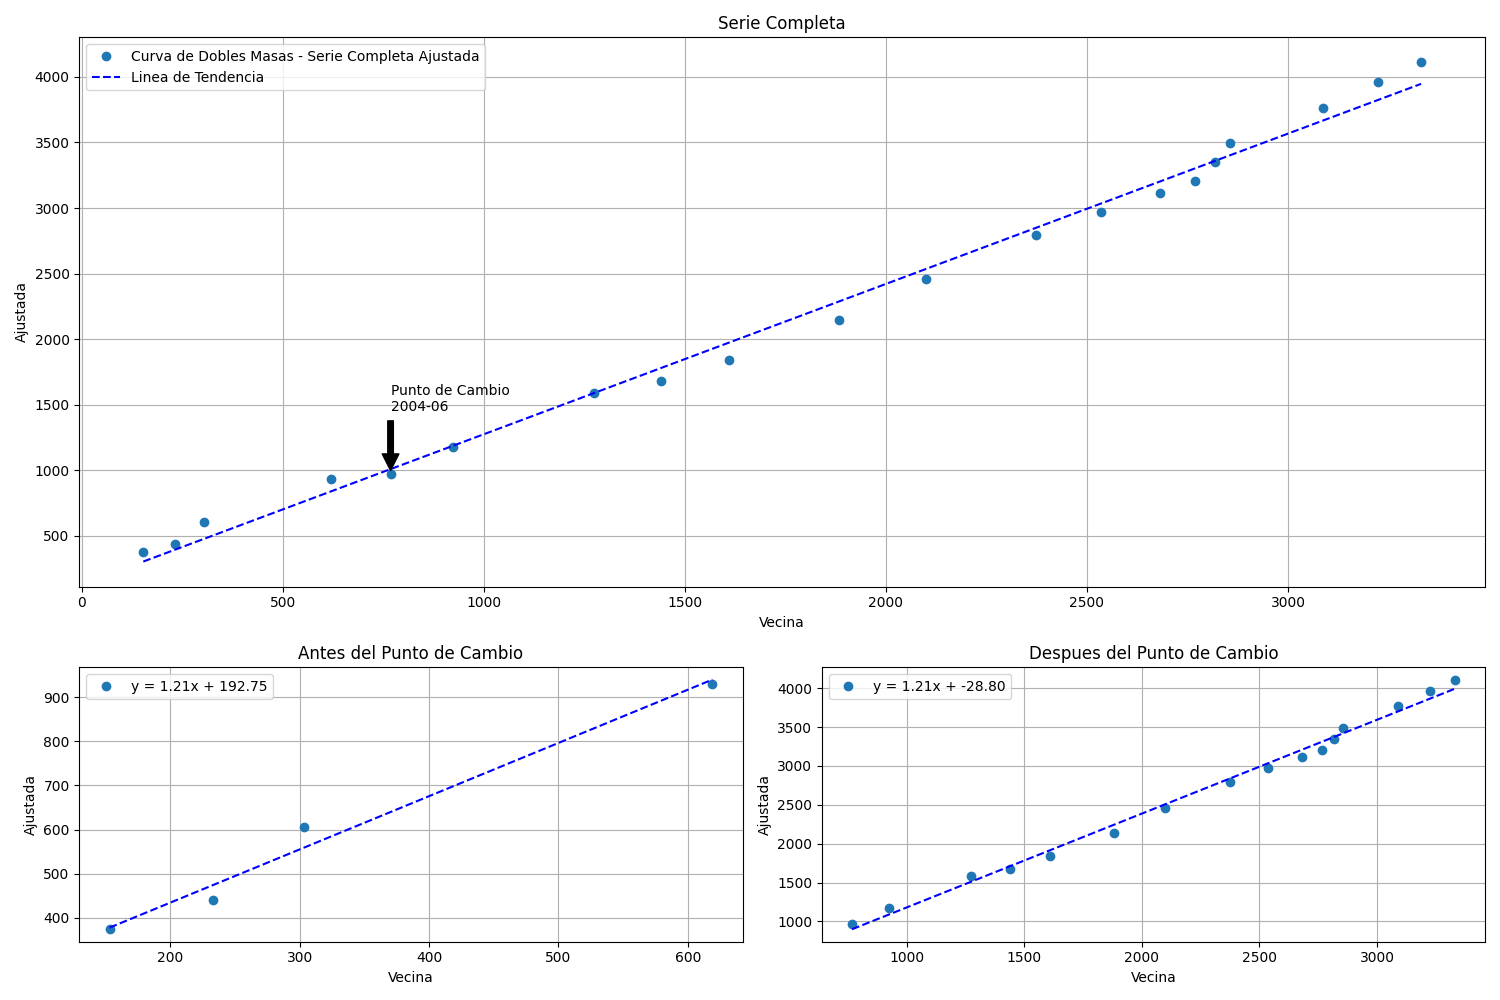 Serie Completa
Curva de Dobles Masas - Serie Completa Ajustada
Linea de Tendencia
4000
3500
3000
2500
2000
1500
1000
500
Ajustada
Punto de Cambio
2004-06
0
500
1000
1500
2000
2500
3000
Vecina
Antes del Punto de Cambio
y = 1.21x + 192.75
900
800
700
600
500
400
Ajustada
200
300
400
500
600
Vecina
Despues del Punto de Cambio
y = 1.21x + -28.80
4000
3500
3000
2500
2000
1500
1000
Ajustada
1000
1500
2000
2500
3000
Vecina